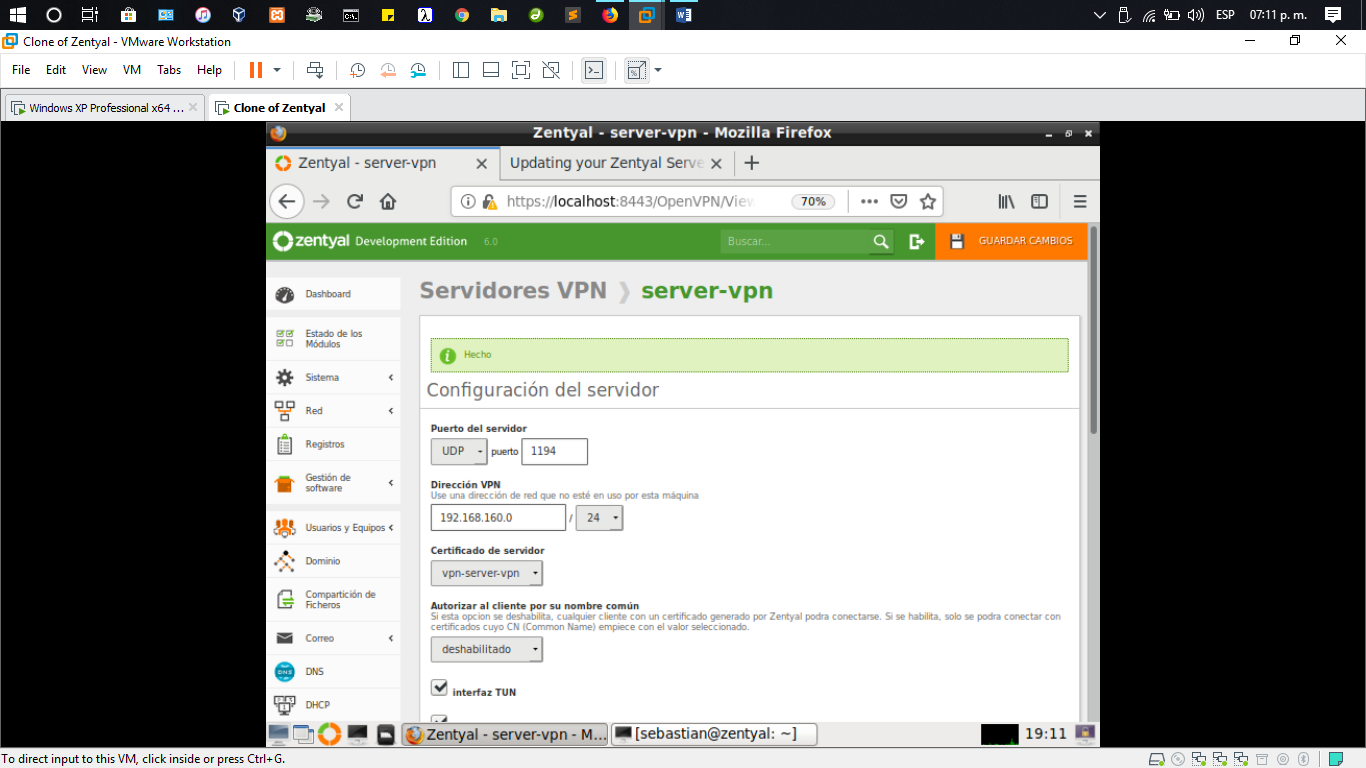 ESP 07:11 p. m.
Clone of Zentyal - VMware Workstation
File Edit View VM Tabs Help
Windows XP Professional x64 ... Clone of Zentyal
Zentyal - server-vpn - Mozilla Firefox
Zentyal - server-vpn Updating your Zentyal Serve
https://localhost:8443/OpenVPN/View 70%
zentyal Development Edition 6.0 Buscar... GUARDAR CAMBIOS
Dashboard
Estado de los
Módulos
Sistema
Red
Registros
Gestión de
software
Usuarios y Equipos
Dominio
Compartición de
Ficheros
Correo
DNS
DNS
DHCP
Servidores VPN server-vpn
Hecho
Configuración del servidor
Puerto del servidor
UDP puerto 1194
Dirección VPN
Use una dirección de red que no esté en uso por esta máquina
192.168.160.0 / 24
Certificado de servidor
vpn-server-vpn
Autorizar al cliente por su nombre común
Si esta opcion se deshabilita, cualquier cliente con un certificado generado por Zentyal podra conectarse. Si se habilita, solo se podra conectar con
certificados cuyo CN (Common Name) empiece con el valor seleccionado.
deshabilitado
interfaz TUN
Zentyal - server-vpn - M... [sebastian@zentyal: ~] 19:11
To direct input to this VM, click inside or press Ctrl+G.